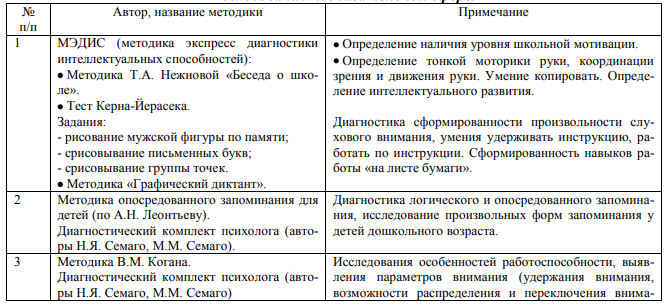 № Автор, название методики Примечание
п/п
1 МЭДИС (методика экспресс диагностики
интеллектуальных способностей):
● Методика Т.А. Нежновой «Беседа о шко-
ле».
● Тест Керна-Йерасека.
Задания:
- рисование мужской фигуры по памяти;
- срисовывание письменных букв;
- срисовывание группы точек.
● Методика «Графический диктант».
● Определение наличия уровня школьной мотивации.
● Определение тонкой моторики руки, координации
зрения и движения руки. Умение копировать. Опреде-
ление интеллектуального развития.
Диагностика сформированности произвольности слу-
хового внимания, умения удерживать инструкцию, ра-
ботать по инструкции. Сформированность навыков ра-
боты «на листе бумаги».
2 Методика опосредованного запоминания для
детей (по А.Н. Леонтьеву).
Диагностический комплект психолога (авто-
ры Н.Я. Семаго, М.М. Семаго).
Диагностика логического и опосредованного запомина-
ния, исследование произвольных форм запоминания у
детей дошкольного возраста.
3 Методика В.М. Когана.
Диагностический комплект психолога (авто-
ры Н.Я. Семаго, М.М. Семаго)
Исследования особенностей работоспособности, выяв-
ления параметров внимания (удержания внимания,
возможности распределения и переключения внима-